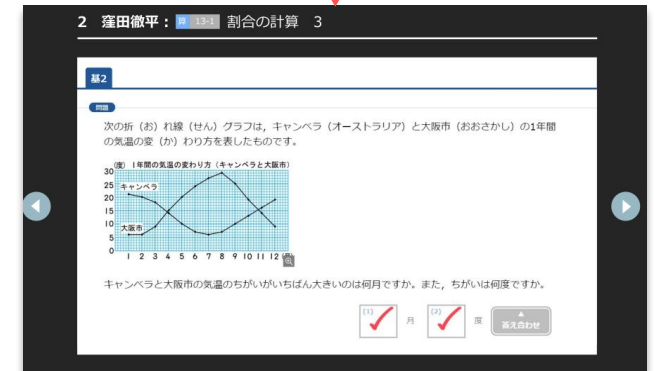 2 窪田徹平： 算 13-1 割合の計算 3
基2
問題
次の折（お）れ線（せん）グラフは，キャンベラ（オーストラリア）と大阪市（おおさかし）の1年間
の気温の変（か）わり方を表したものです。
(度) 1年間の気温の変わり方（キャンベラと大阪市）
30
25
キャンベラ
20
15
10
大阪市
5
0
1 2 3 4 5 6 7 8 9 10 11 12
キャンベラと大阪市の気温のちがいがいちばん大きいのは何月ですか。また，ちがいは何度ですか。
(1) 月 (2) 度 答え合わせ